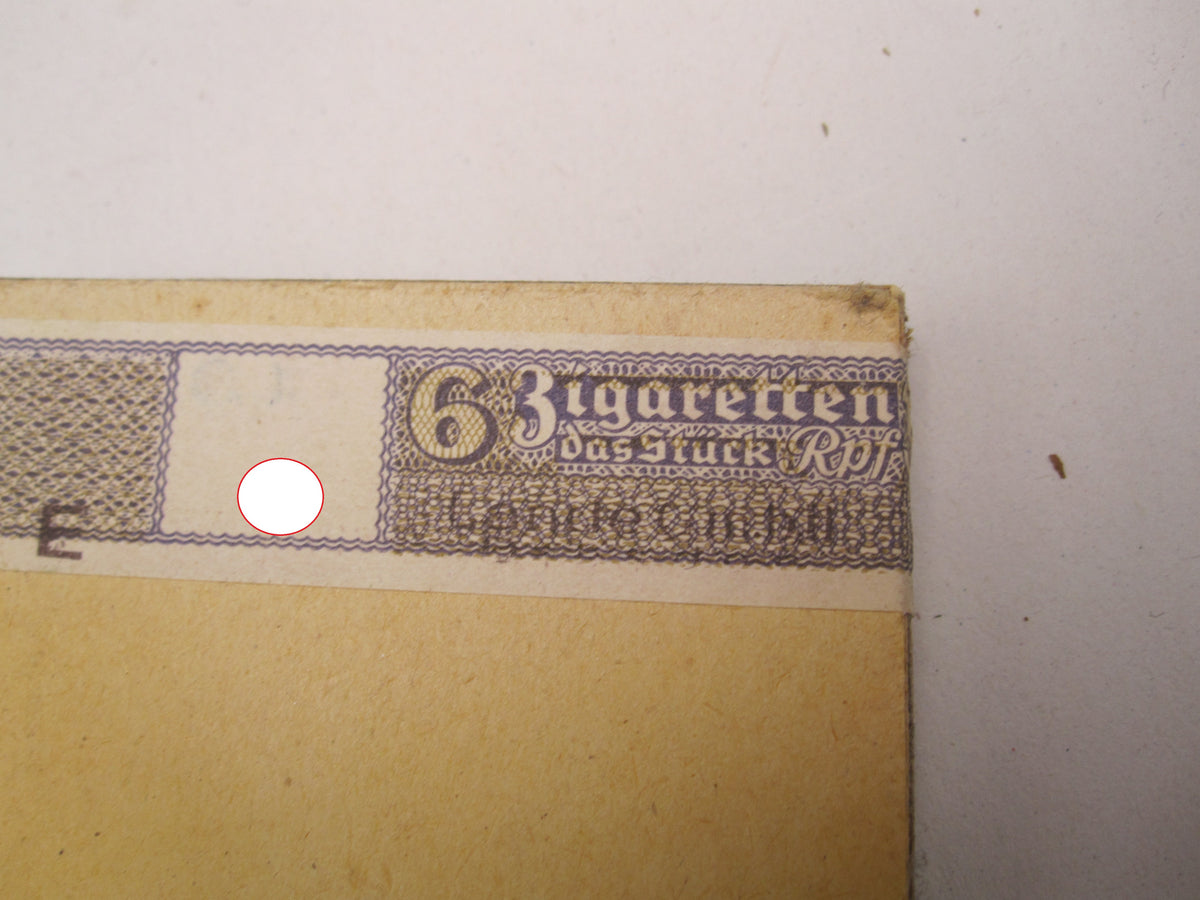 6 Zigaretten
das Stück Rpf
E